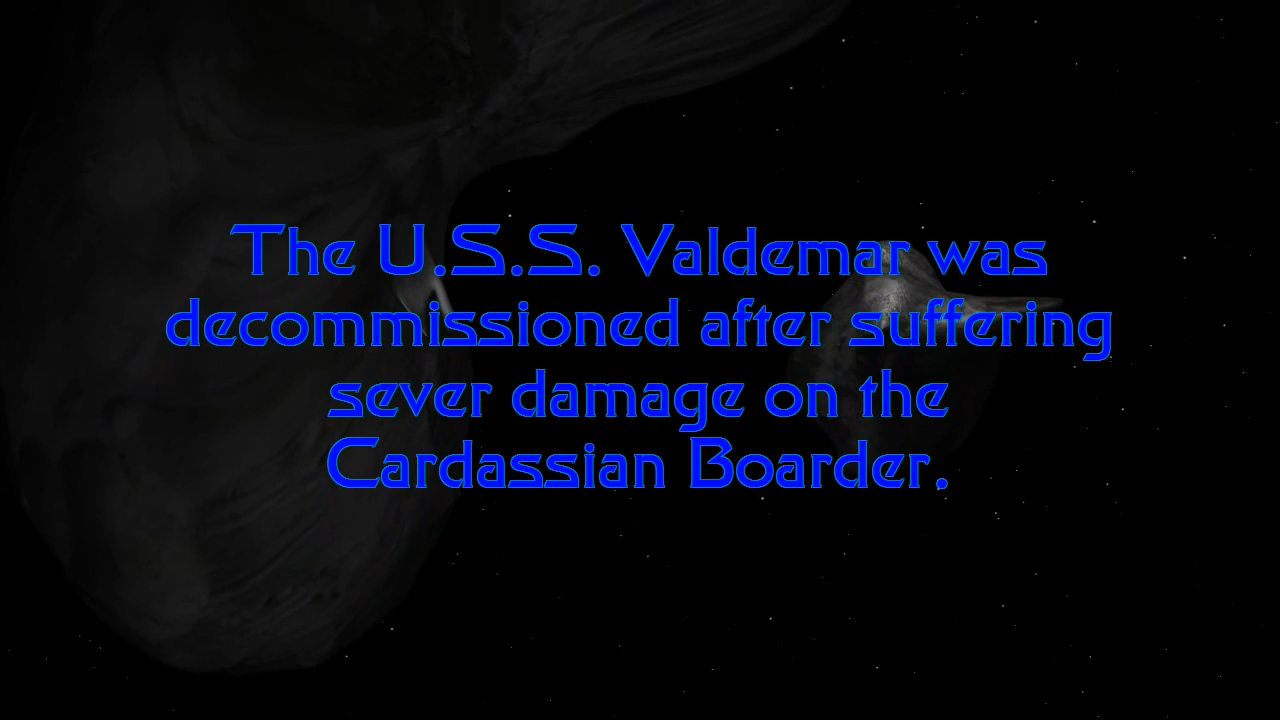 The U.S.S. Valdemar was
decommissioned after suffering
sever damage on the
Cardassian Boarder.